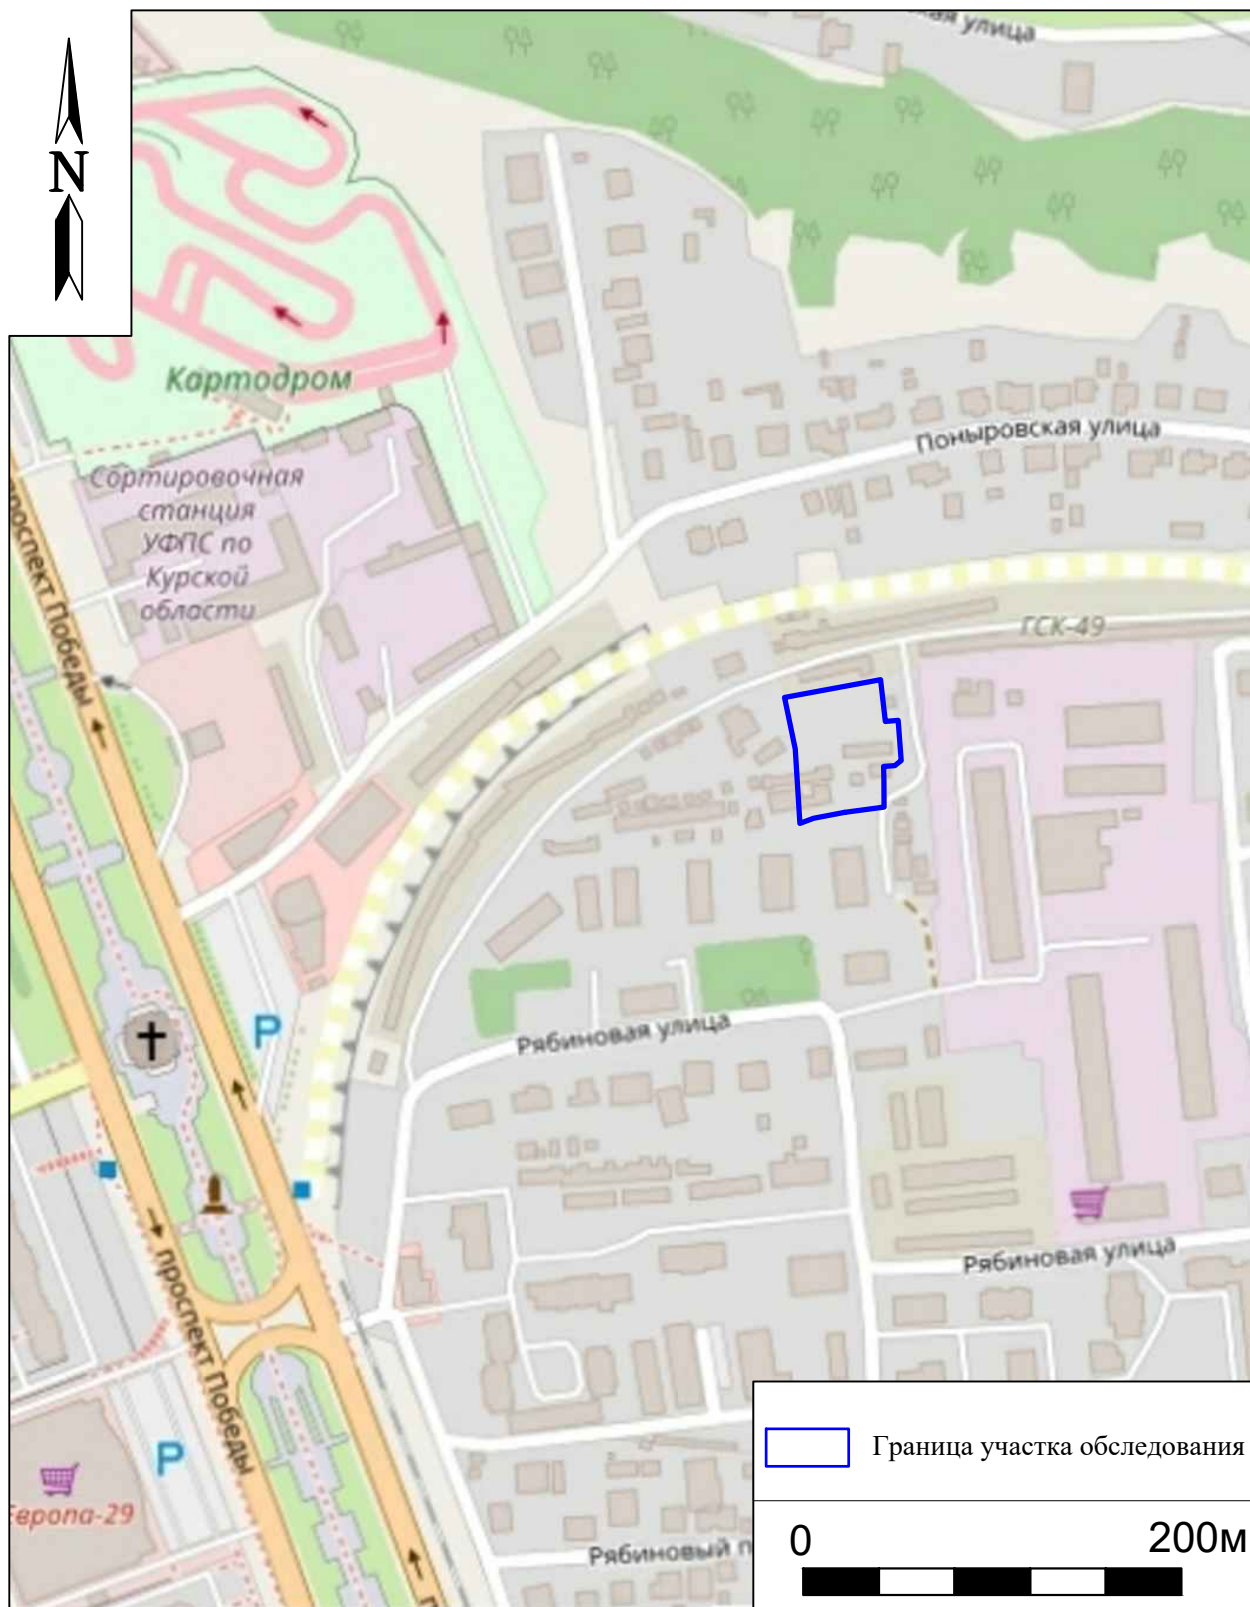 N
улица
Картодром
Поныровская улица
Сортировочная
станция
УФПС по
Курской
области
проспект Победы
ГСК-49
P
Рябиновая улица
проспект Победы
Рябиновая улица
P
Европа-29
Рябиновый п
Граница участка обследования
0 200м